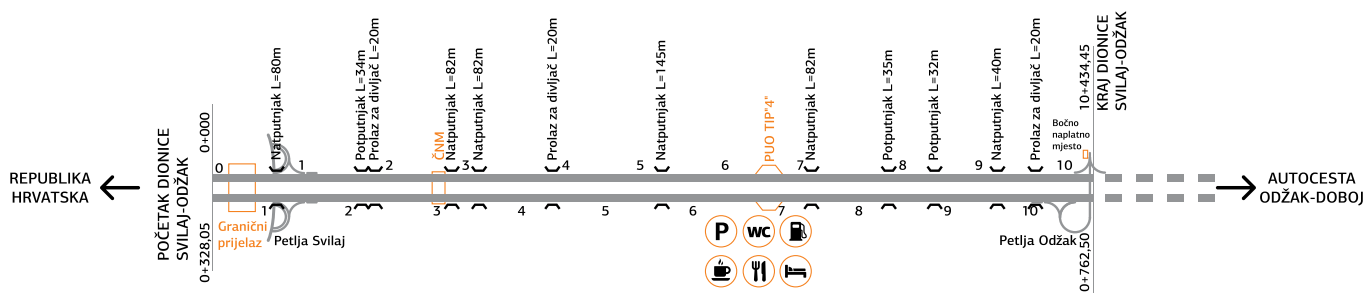 REPUBLIKA
HRVATSKA
POČETAK DIONICE
SVILAJ-ODŽAK
0+000
0+328,05
0
Granični
prijelaz
Natputnjak L=80m
1
1
Petlja Svilaj
Potputnjak L=34m
Prolaz za divljač L=20m
2
2
ČNM
3
Natputnjak L=82m
3
Natputnjak L=82m
4
Prolaz za divljač L=20m
4
5
5
Natputnjak L=145m
6
6
PUO TIP"4"
7
7
Natputnjak L=82m
P
WC
8
Potputnjak L=35m
8
Potputnjak L=32m
9
9
Natputnjak L=40m
Prolaz za divljač L=20m
10
10
Bočno
naplatno
mjesto
Petlja Odžak
10+434,45
0+762,50
KRAJ DIONICE
SVILAJ-ODŽAK
AUTOCESTA
ODŽAK-DOBOJ